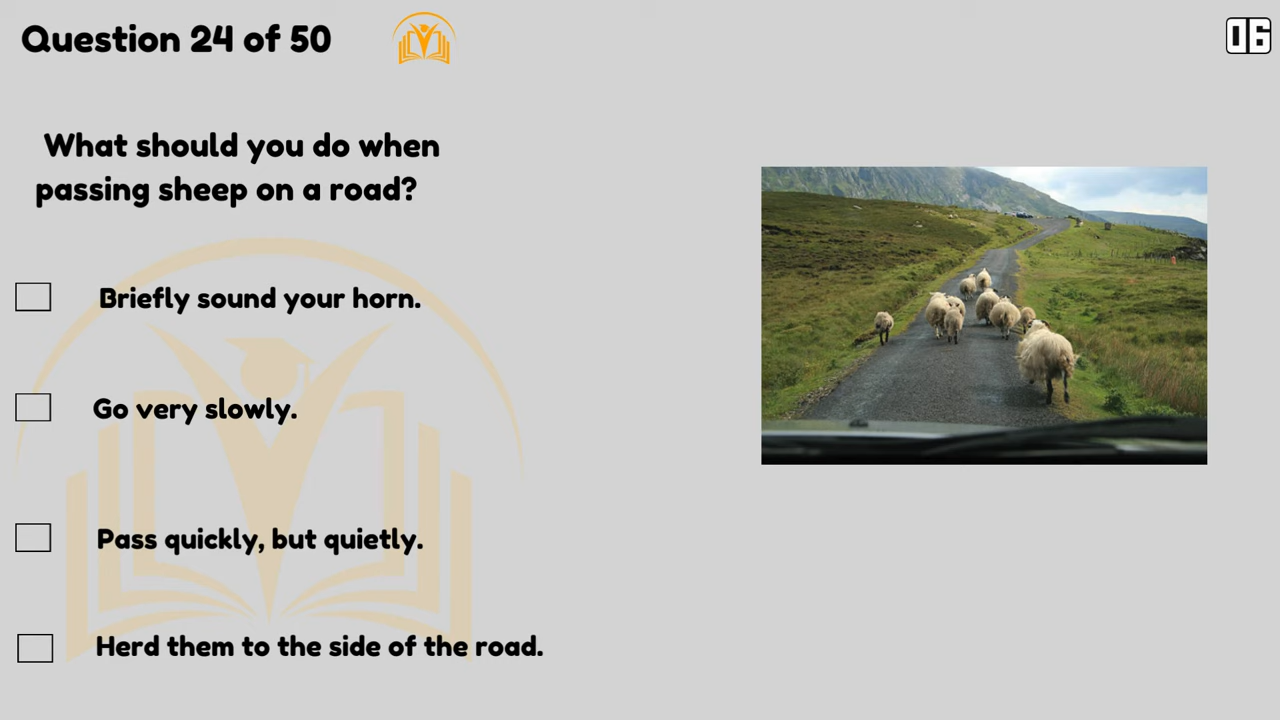 Question 24 of 50
06
What should you do when
passing sheep on a road?
Briefly sound your horn.
Go very slowly.
Pass quickly, but quietly.
Herd them to the side of the road.